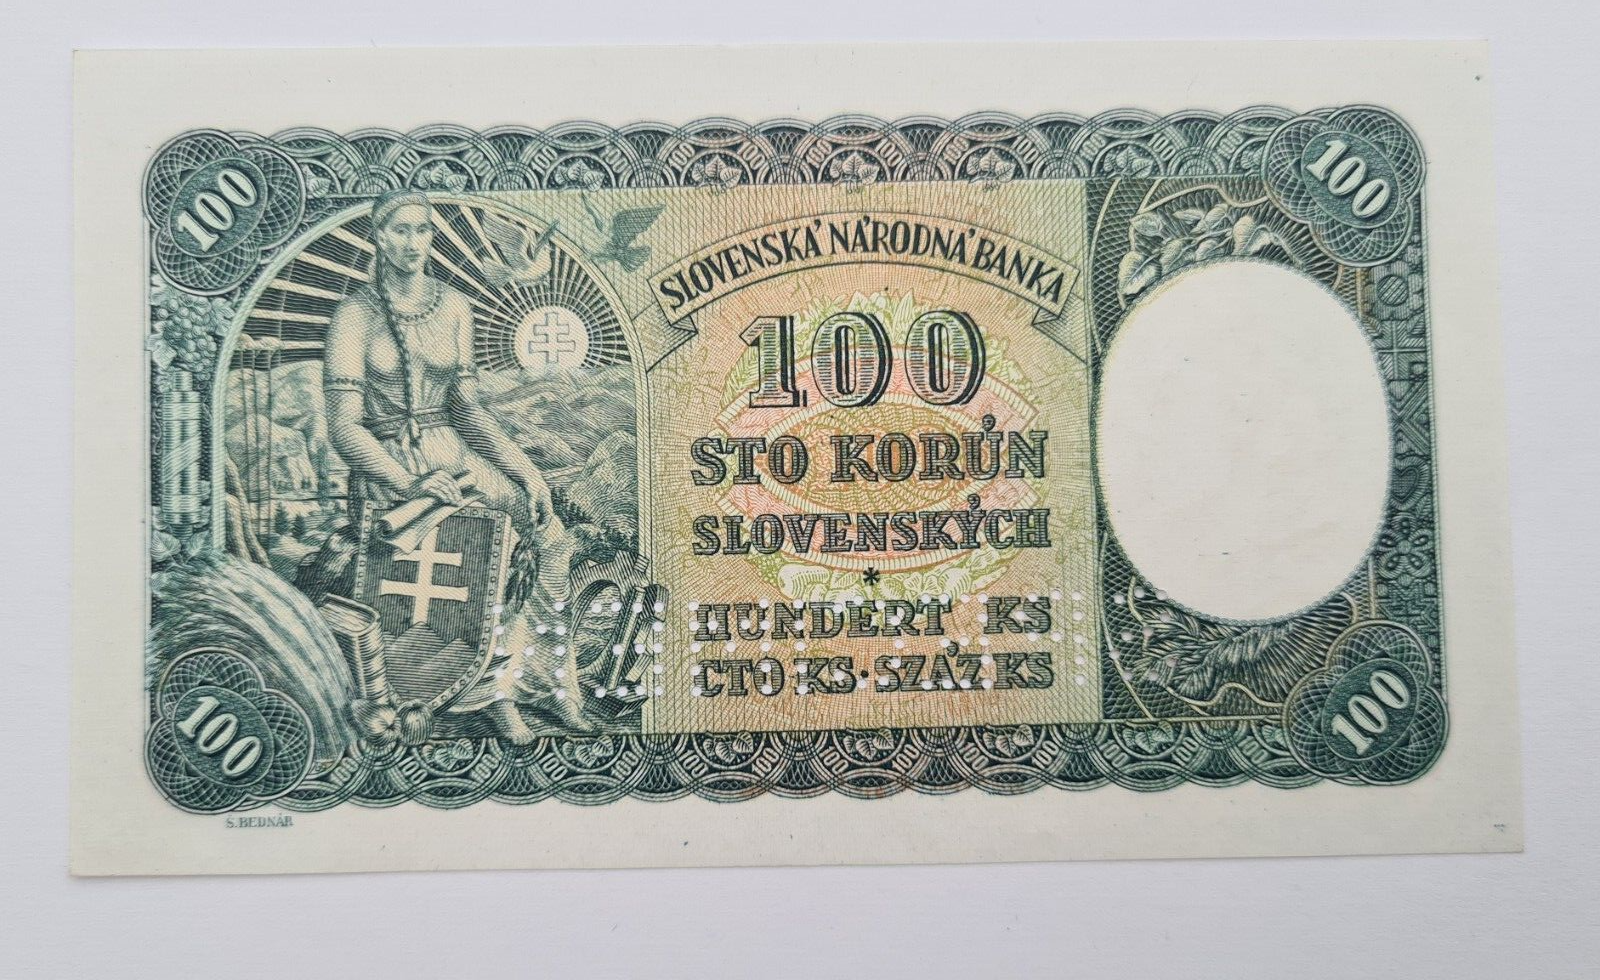 100
100
SLOVENSKÁ NÁRODNÁ BANKA
100
STO KORÚN
SLOVENSKÝCH
*
HUNDERT KS
СТО KS · SZÁZ KS
100
100
Š. BEDNÁR